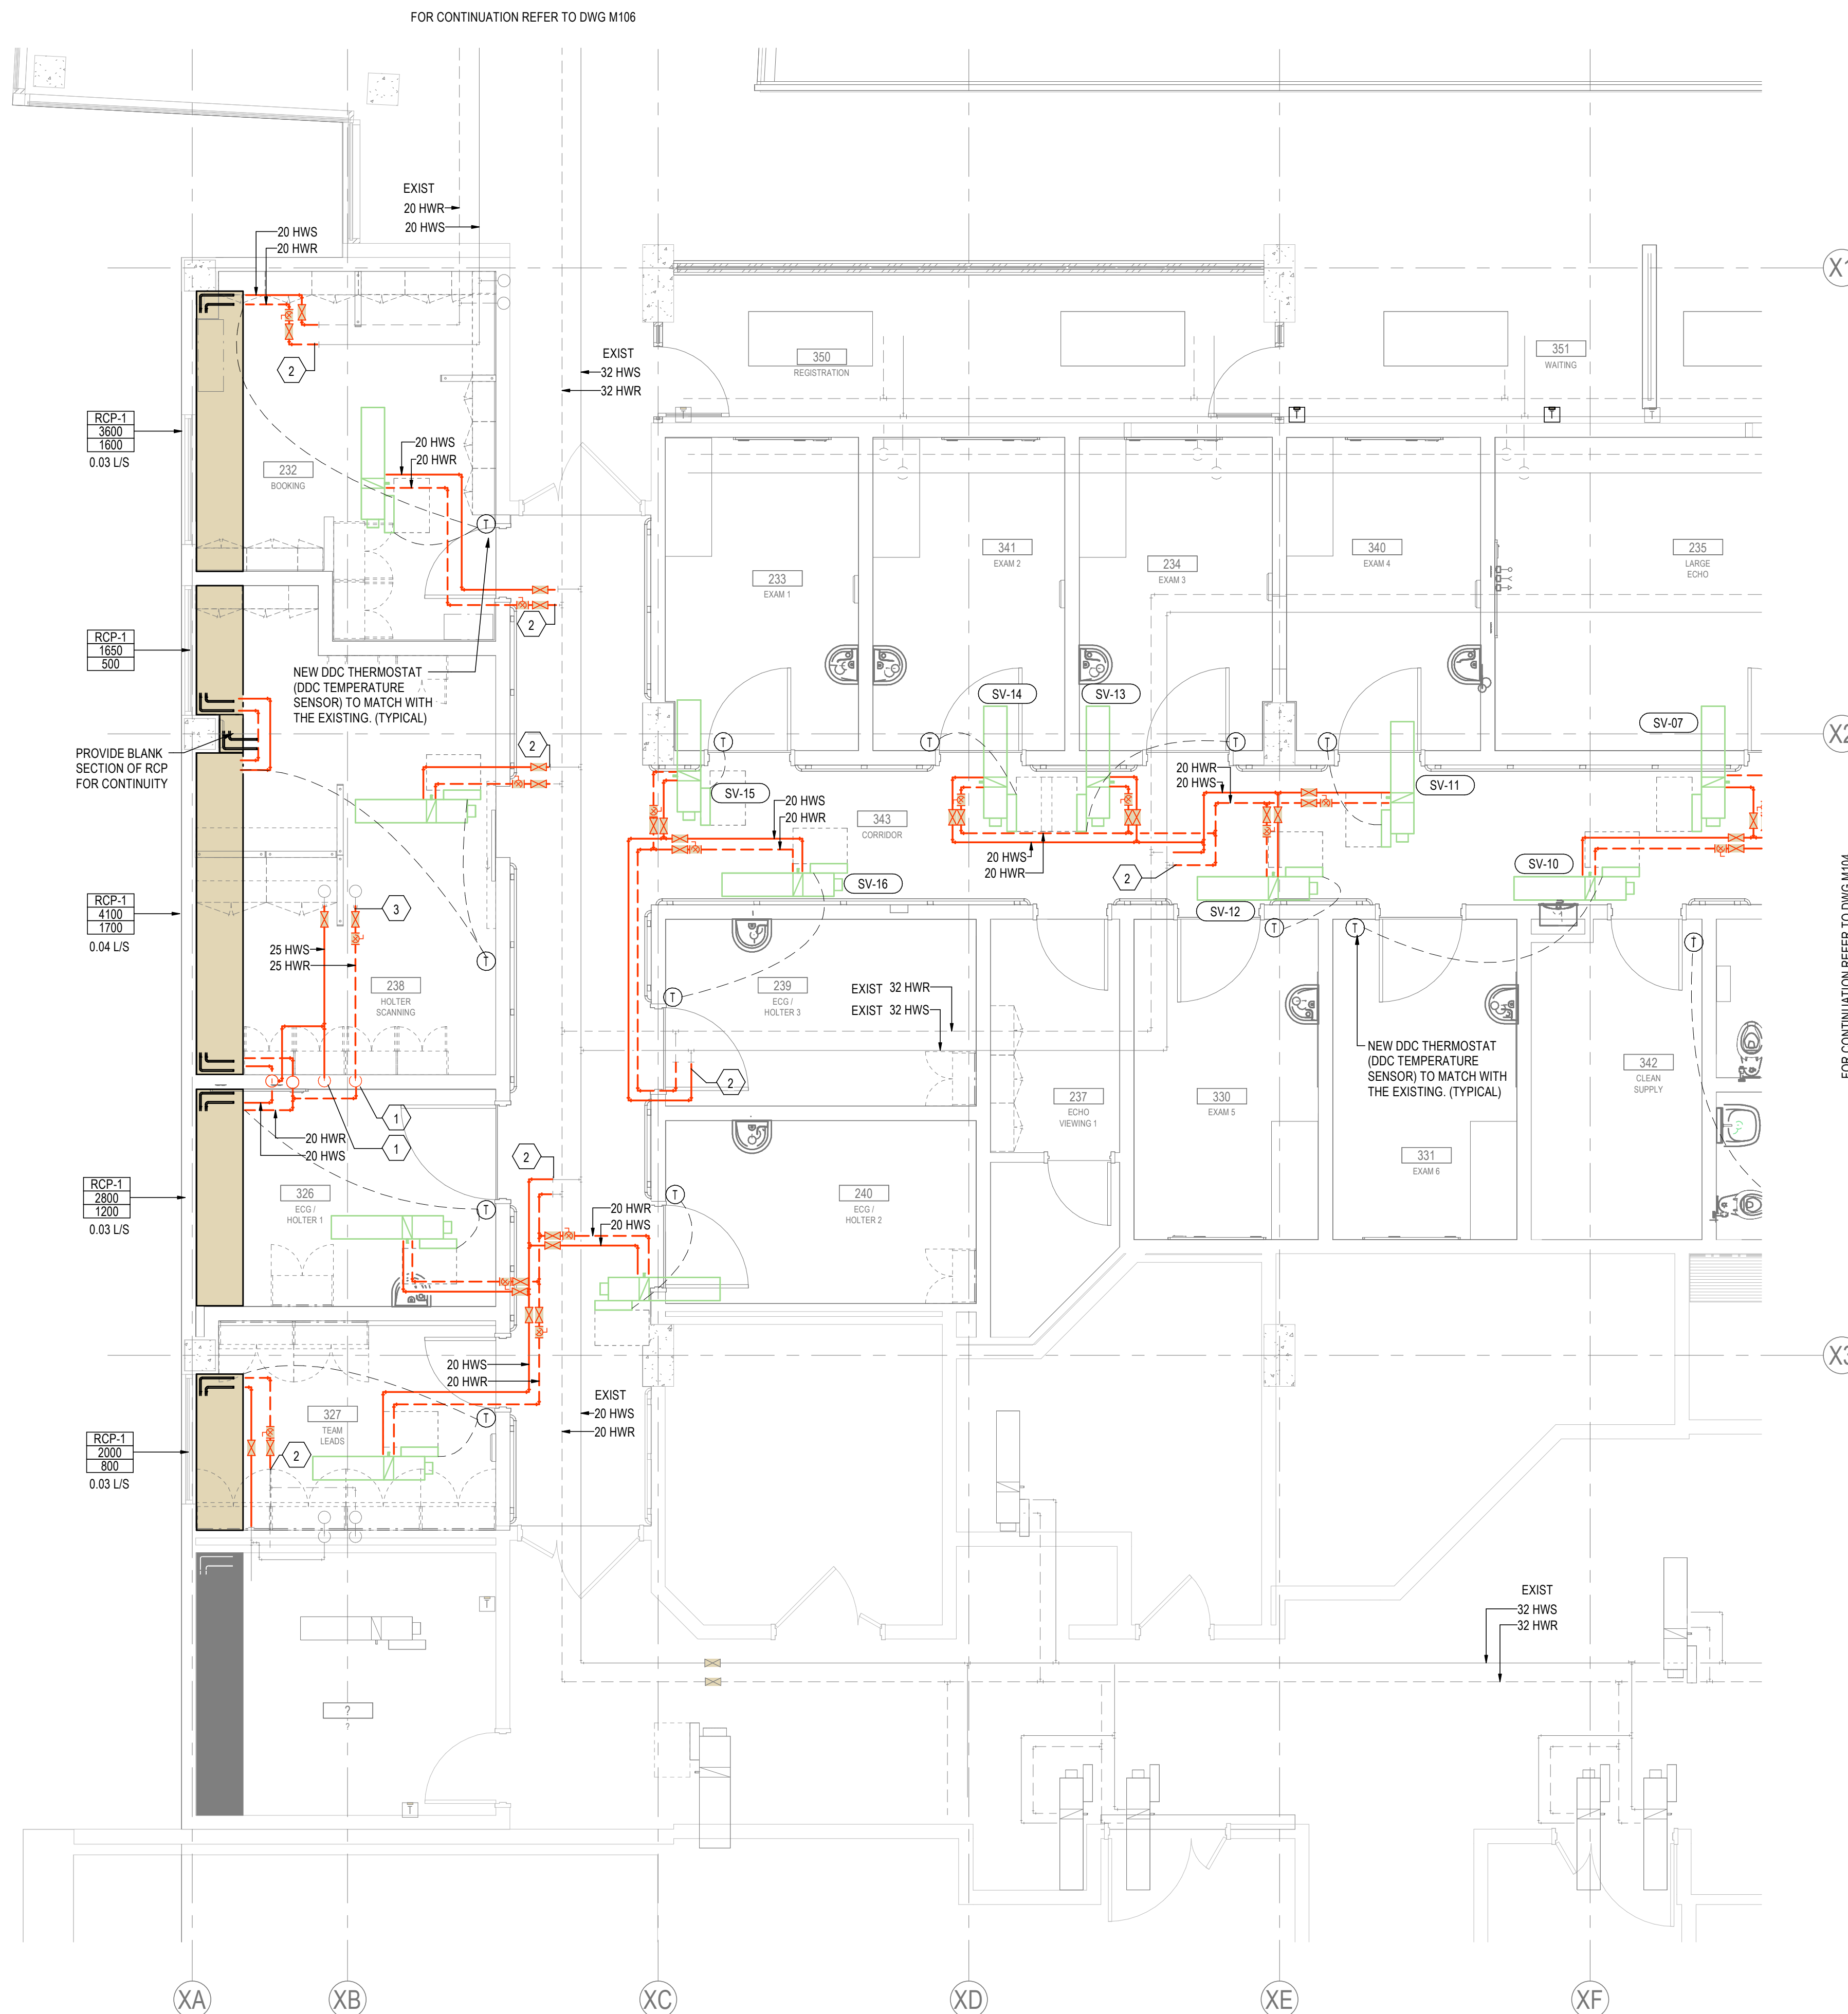 FOR CONTINUATION REFER TO DWG M106
EXIST
20 HWR
20 HWS
20 HWS
20 HWR
X1
2
EXIST
32 HWS
32 HWR
350
REGISTRATION
351
WAITING
RCP-1
3600
1600
0.03 L/S
232
BOOKING
20 HWS
20 HWR
T
T
T
T
233
EXAM 1
341
EXAM 2
234
EXAM 3
340
EXAM 4
235
LARGE
ECHO
2
RCP-1
1650
500
NEW DDC THERMOSTAT
(DDC TEMPERATURE
SENSOR) TO MATCH WITH
THE EXISTING. (TYPICAL)
SV-14
SV-13
SV-07
X2
PROVIDE BLANK
SECTION OF RCP
FOR CONTINUITY
2
T
T
T
T
20 HWR
20 HWS
SV-15
SV-11
20 HWS
20 HWR
343
CORRIDOR
20 HWS
20 HWR
2
SV-16
SV-12
SV-10
FOR CONTINUATION REFER TO DWG M104
RCP-1
4100
1700
0.04 L/S
3
25 HWS
25 HWR
T
238
HOLTER
SCANNING
T
239
ECG /
HOLTER 3
EXIST 32 HWR
EXIST 32 HWS
T
T
T
NEW DDC THERMOSTAT
(DDC TEMPERATURE
SENSOR) TO MATCH WITH
THE EXISTING. (TYPICAL)
342
CLEAN
SUPPLY
2
237
ECHO
VIEWING 1
330
EXAM 5
331
EXAM 6
1
1
20 HWR
20 HWS
2
RCP-1
2800
1200
0.03 L/S
326
ECG /
HOLTER 1
T
T
240
ECG /
HOLTER 2
20 HWR
20 HWS
X3
20 HWS
20 HWR
EXIST
20 HWS
20 HWR
327
TEAM
LEADS
T
2
RCP-1
2000
800
0.03 L/S
T
EXIST
32 HWS
32 HWR
?
?
T
XA
XB
XC
XD
XE
XF